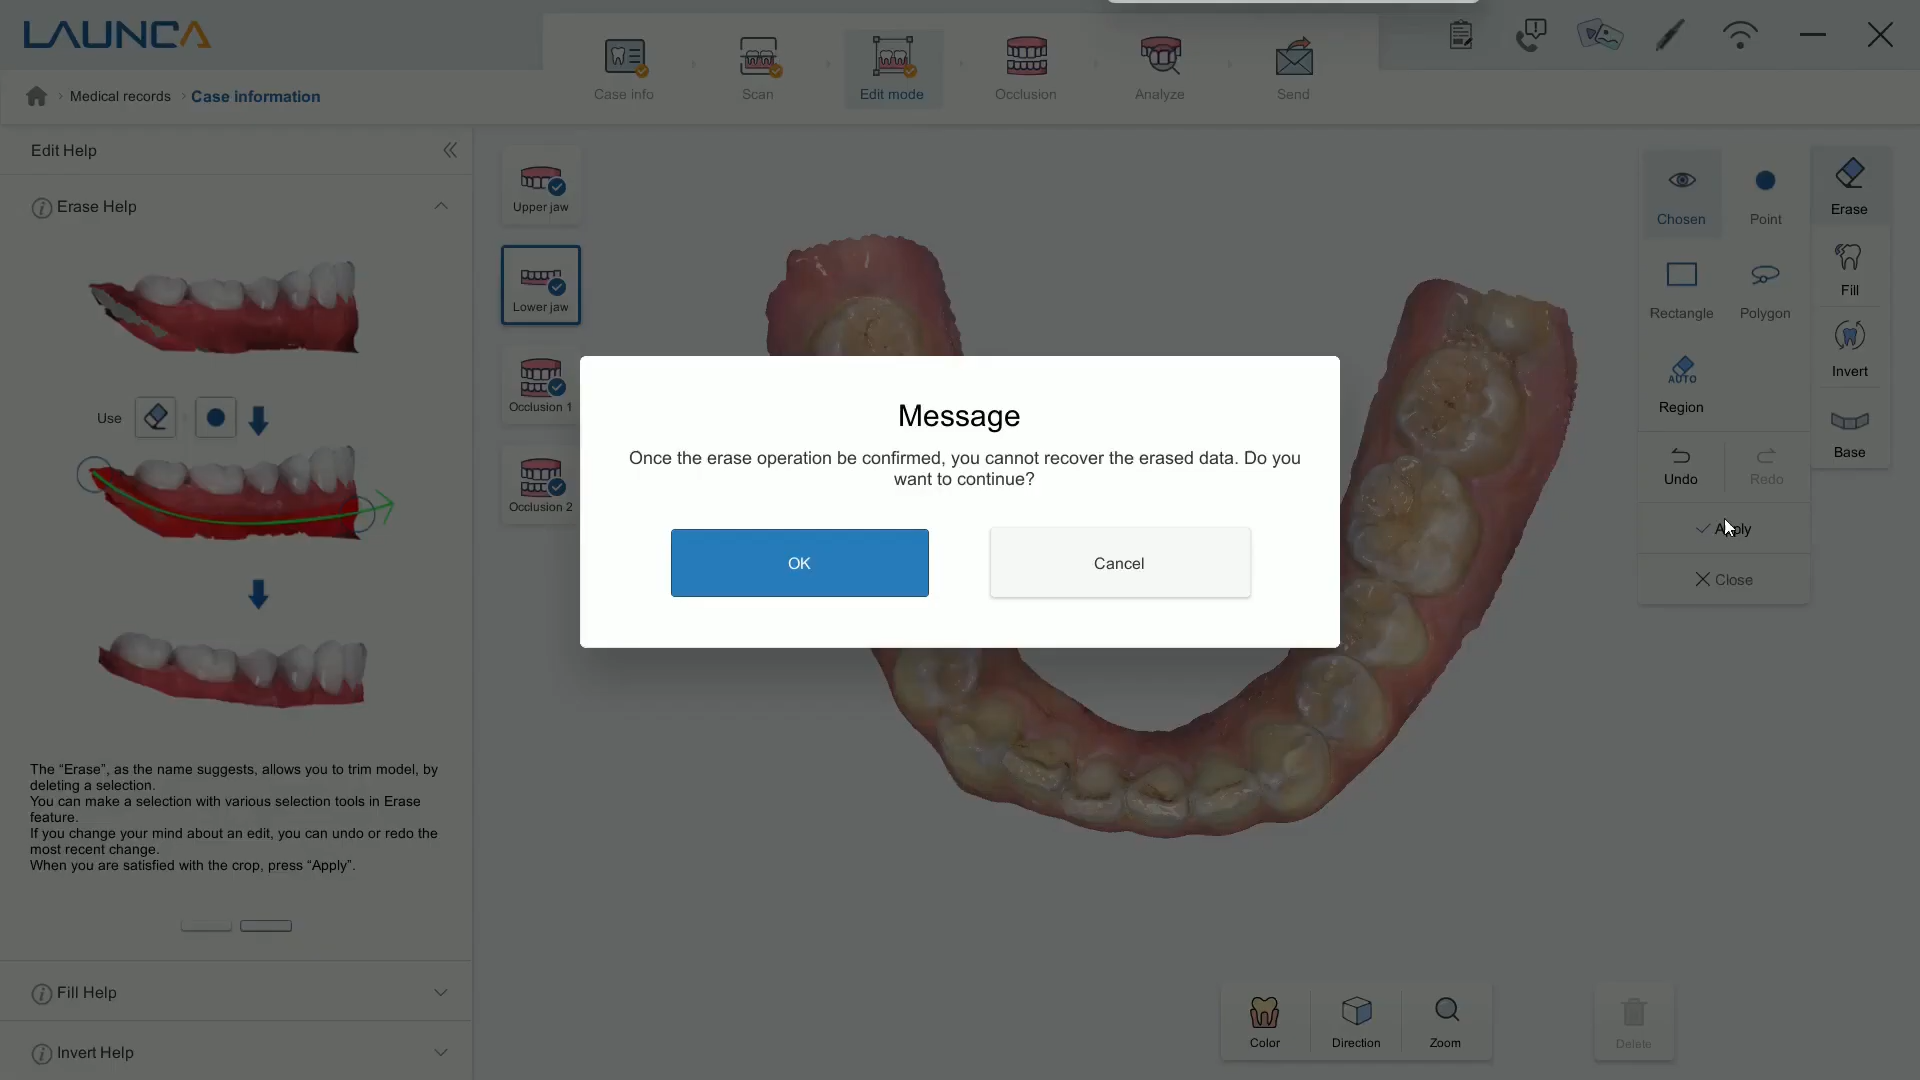 LAUNCA
Case info
Scan
Edit mode
Occlusion
Analyze
Send
Medical records
Case information
Edit Help
Erase Help
Use
The “Erase”, as the name suggests, allows you to trim model, by
deleting a selection.
You can make a selection with various selection tools in Erase
feature.
If you change your mind about an edit, you can undo or redo the
most recent change.
When you are satisfied with the crop, press “Apply”.
Fill Help
Invert Help
Upper jaw
Lower jaw
Occlusion 1
Occlusion 2
Message
Once the erase operation be confirmed, you cannot recover the erased data. Do you
want to continue?
OK
Cancel
Chosen
Point
Rectangle
Polygon
AUTO
Region
Undo
Redo
Apply
Close
Erase
Fill
Invert
Base
Color
Direction
Zoom
Delete